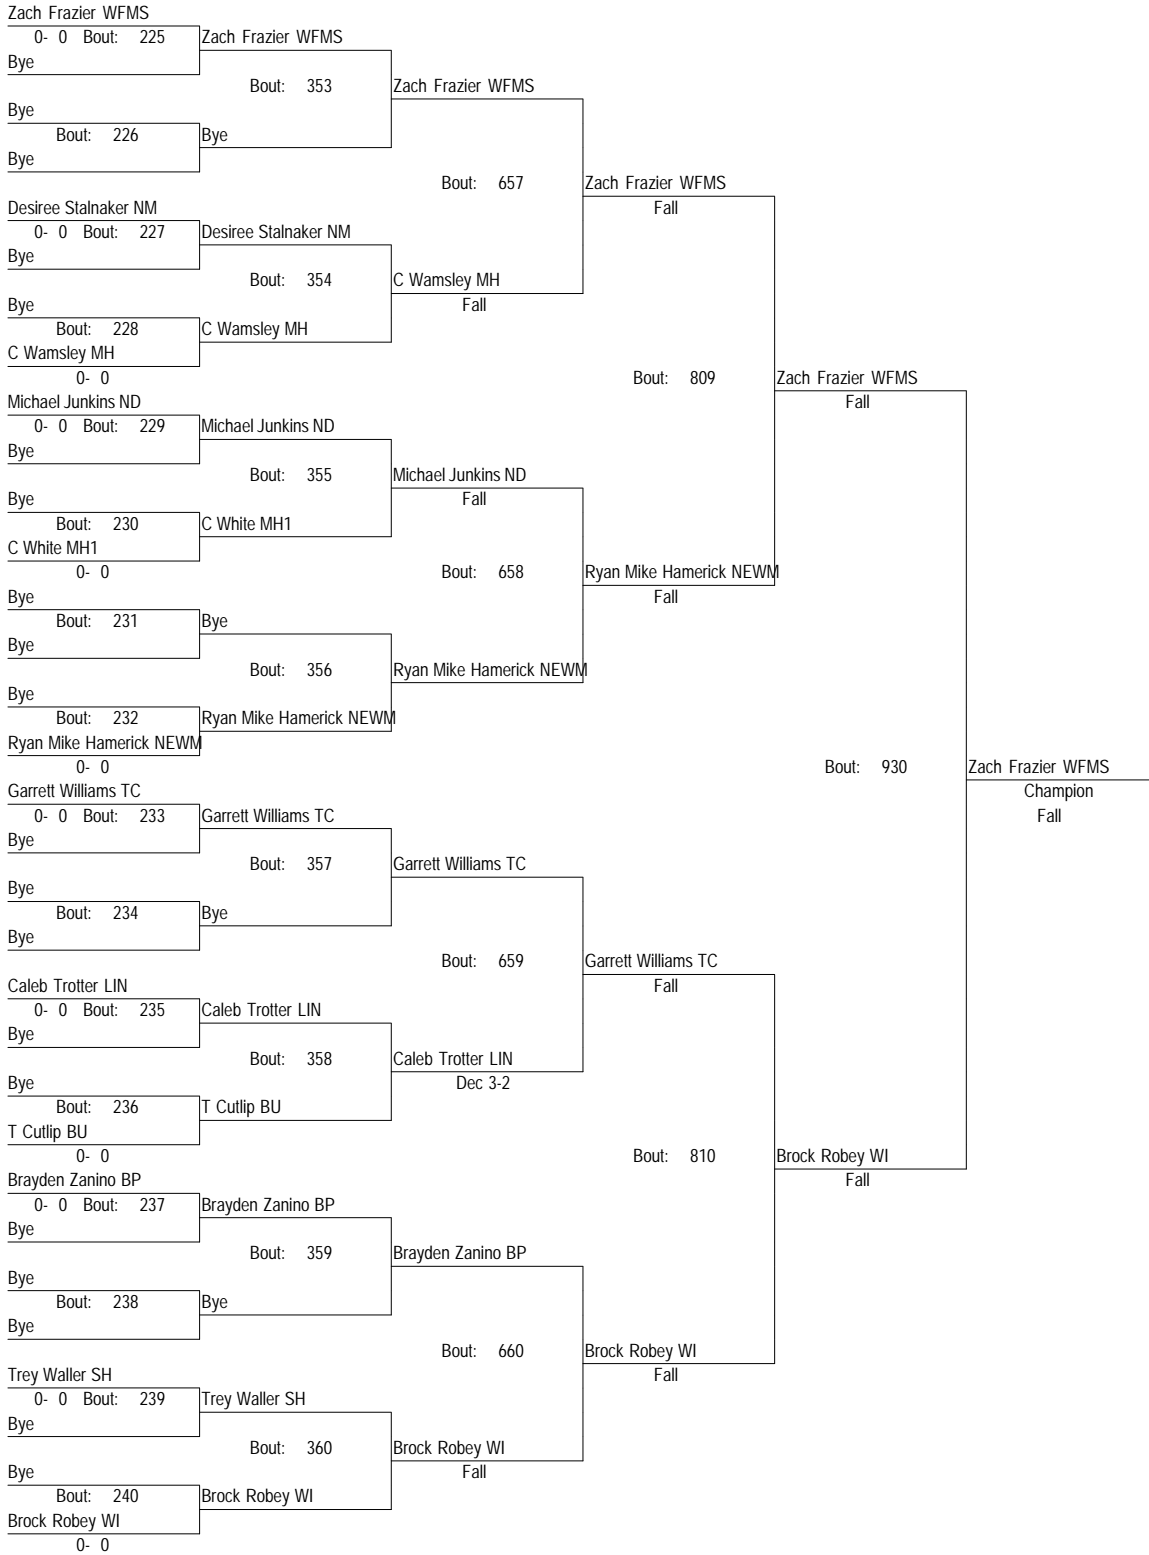 Zach Frazier WFMS
0- 0 Bout: 225 Zach Frazier WFMS
Bye
Bout: 353 Zach Frazier WFMS
Bye
Bout: 226 Bye
Bye
Bout: 657 Zach Frazier WFMS
Desiree Stalnaker NM Fall
0- 0 Bout: 227 Desiree Stalnaker NM
Bye
Bout: 354 C Wamsley MH
Bye Fall
Bout: 228 C Wamsley MH
C Wamsley MH
0- 0 Bout: 809 Zach Frazier WFMS
Michael Junkins ND Fall
0- 0 Bout: 229 Michael Junkins ND
Bye
Bout: 355 Michael Junkins ND
Bye Fall
Bout: 230 C White MH1
C White MH1
0- 0 Bout: 658 Ryan Mike Hamerick NEWM
Bye Fall
Bout: 231 Bye
Bye
Bout: 356 Ryan Mike Hamerick NEWM
Bye
Bout: 232 Ryan Mike Hamerick NEWM
Ryan Mike Hamerick NEWM
0- 0 Bout: 930 Zach Frazier WFMS
Garrett Williams TC Champion
0- 0 Bout: 233 Garrett Williams TC Fall
Bye
Bout: 357 Garrett Williams TC
Bye
Bout: 234 Bye
Bye
Bout: 659 Garrett Williams TC
Caleb Trotter LIN Fall
0- 0 Bout: 235 Caleb Trotter LIN
Bye
Bout: 358 Caleb Trotter LIN
Bye Dec 3-2
Bout: 236 T Cutlip BU
T Cutlip BU
0- 0 Bout: 810 Brock Robey WI
Brayden Zanino BP Fall
0- 0 Bout: 237 Brayden Zanino BP
Bye
Bout: 359 Brayden Zanino BP
Bye
Bout: 238 Bye
Bye
Bout: 660 Brock Robey WI
Trey Waller SH Fall
0- 0 Bout: 239 Trey Waller SH
Bye
Bout: 360 Brock Robey WI
Bye Fall
Bout: 240 Brock Robey WI
Brock Robey WI
0- 0